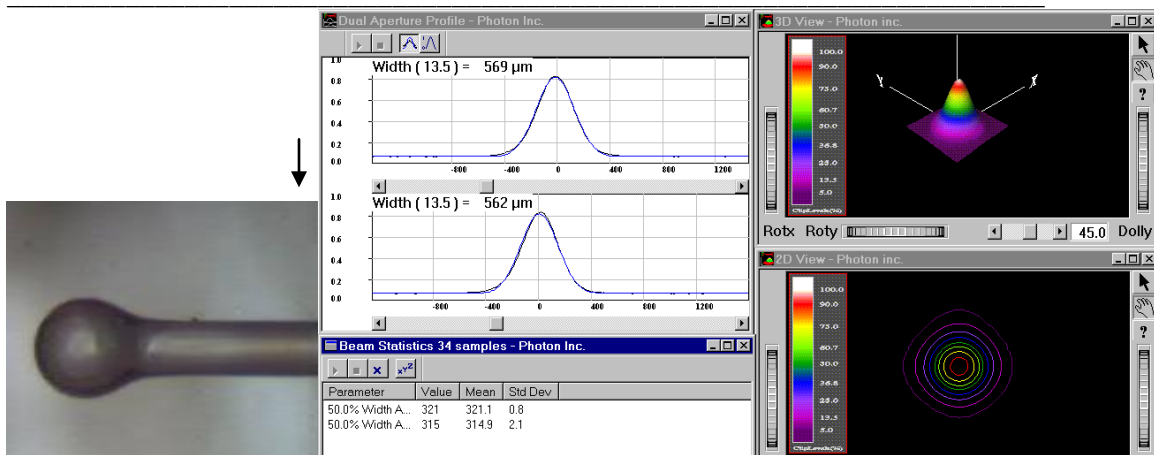 Dual Aperture Profile - Photon Inc.
Width ( 13.5 ) = 569 µm
1.0
0.8
0.6
0.4
0.2
0.0
-800 -400 0 400 800 1200
Width ( 13.5 ) = 562 µm
1.0
0.8
0.6
0.4
0.2
0.0
-800 -400 0 400 800 1200
Beam Statistics 34 samples - Photon Inc.
Parameter Value Mean Std Dev
50.0% Width A... 321 321.1 0.8
50.0% Width A... 315 314.9 2.1
3D View - Photon inc.
100.0
90.0
75.0
60.7
50.0
36.8
25.0
13.5
5.0
ClipLevels(%)
Y X
?
Rotx Roty 45.0 Dolly
2D View - Photon inc.
100.0
90.0
75.0
60.7
50.0
36.8
25.0
13.5
5.0
ClipLevels(%)
?